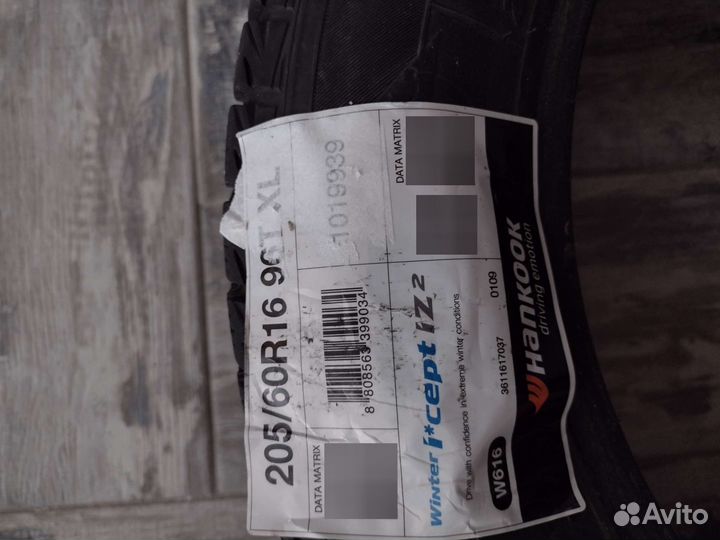 205/60R16 96T XL
1019939
DATA MATRIX
8 808563 399034
DATA MATRIX
Winter i*cept iZ²
Drive with confidence in extreme winter conditions
W616
3611617037
0109
HANKOOK
driving emotion
Avito